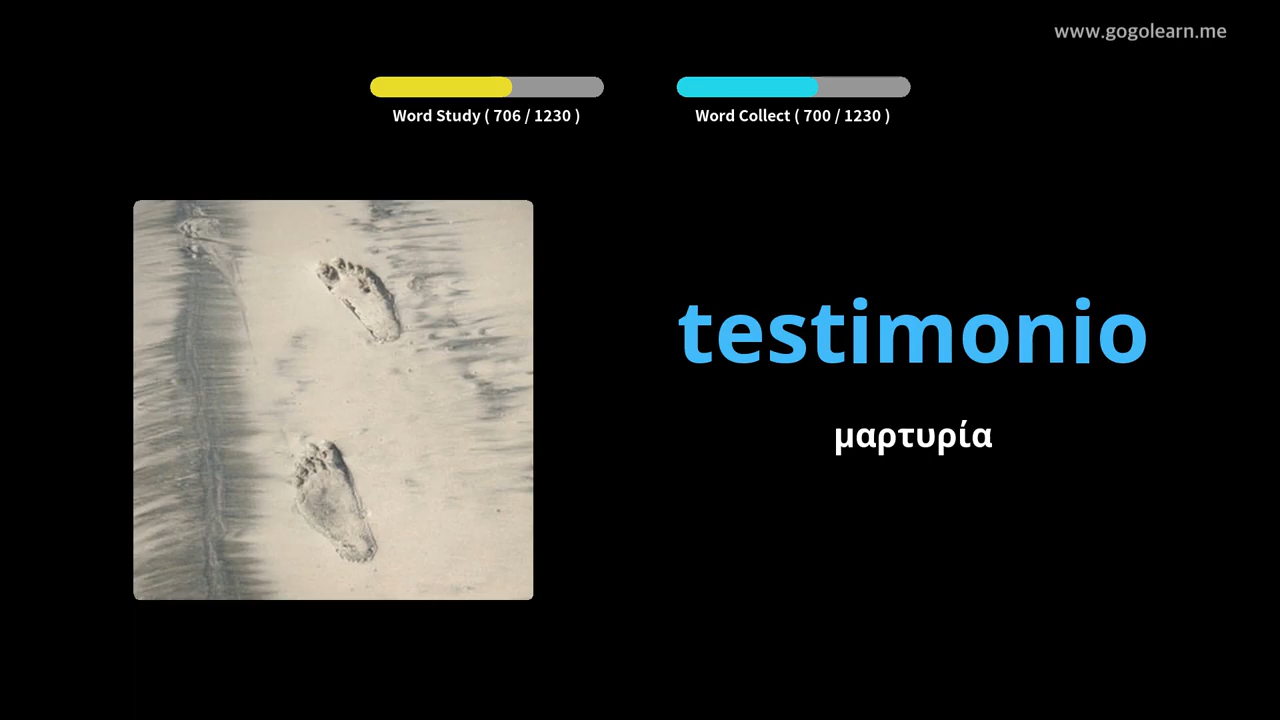 www.gogolearn.me
Word Study ( 706 / 1230 )
Word Collect ( 700 / 1230 )
testimonio
μαρτυρία